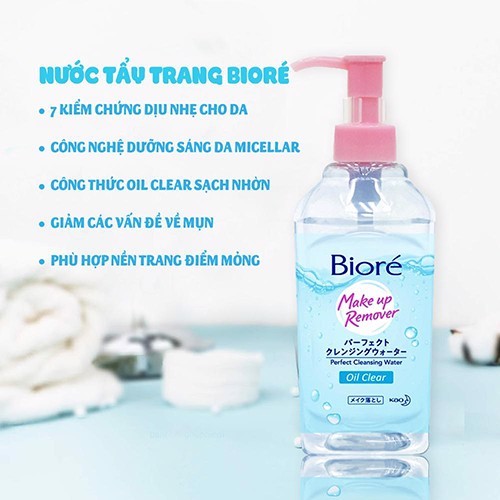 NƯỚC TẨY TRANG BIORÉ
• 7 KIỂM CHỨNG DỊU NHẸ CHO DA
• CÔNG NGHỆ DƯỠNG SÁNG DA MICELLAR
• CÔNG THỨC OIL CLEAR SẠCH NHỜN
• GIẢM CÁC VẤN ĐỀ VỀ MỤN
• PHÙ HỢP NỀN TRANG ĐIỂM MỎNG
Bioré
Make up
Remover
パーフェクト
クレンジングウォーター
Perfect Cleansing Water
Oil Clear
メイク落とし
Kao